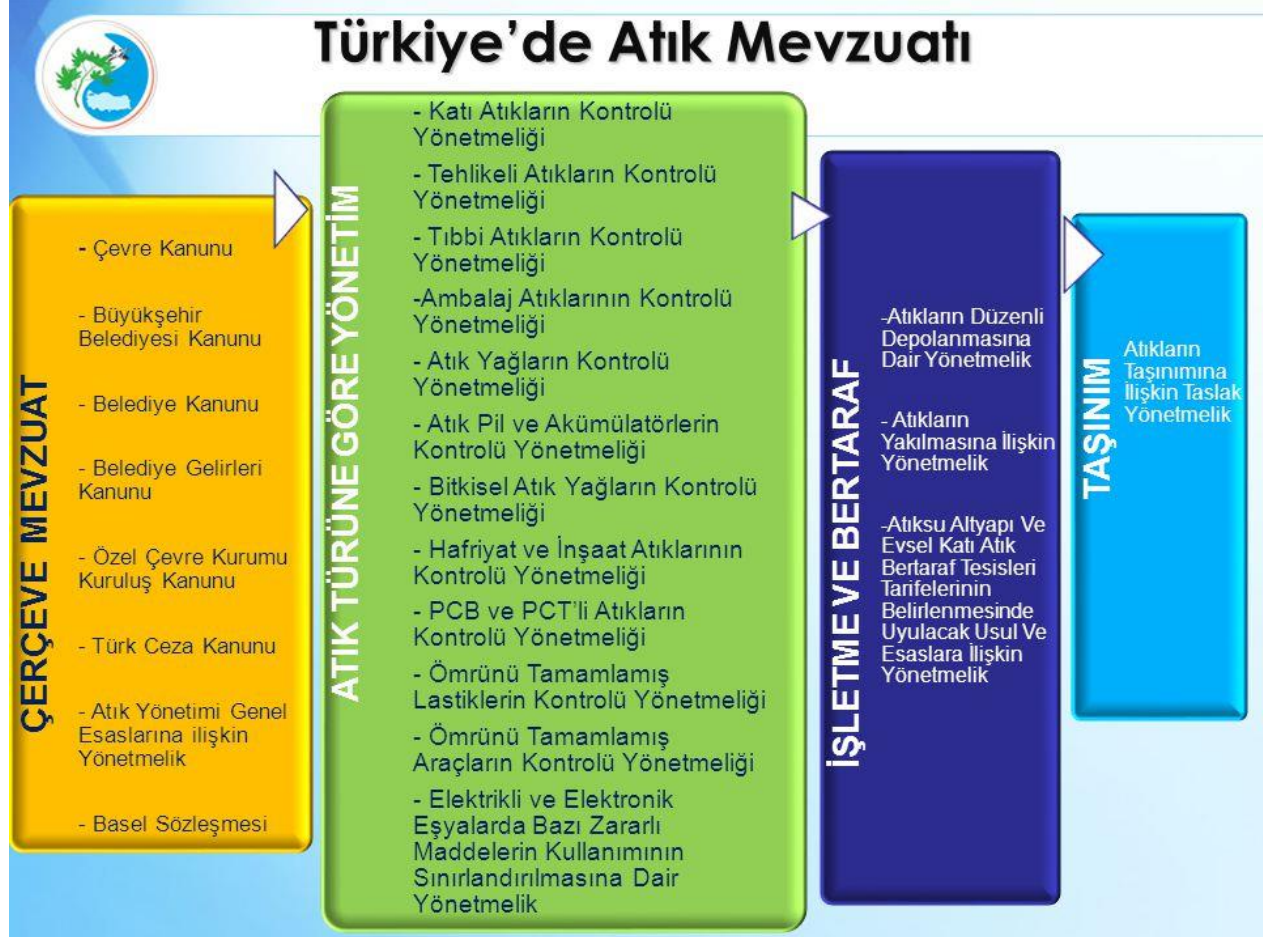 Türkiye’de Atık Mevzuatı
ÇERÇEVE MEVZUAT
- Çevre Kanunu
- Büyükşehir
Belediyesi Kanunu
- Belediye Kanunu
- Belediye Gelirleri
Kanunu
- Özel Çevre Kurumu
Kuruluş Kanunu
- Türk Ceza Kanunu
- Atık Yönetimi Genel
Esaslarına ilişkin
Yönetmelik
- Basel Sözleşmesi
ATIK TÜRÜNE GÖRE YÖNETİM
- Katı Atıkların Kontrolü
Yönetmeliği
- Tehlikeli Atıkların Kontrolü
Yönetmeliği
- Tıbbi Atıkların Kontrolü
Yönetmeliği
-Ambalaj Atıklarının Kontrolü
Yönetmeliği
- Atık Yağların Kontrolü
Yönetmeliği
- Atık Pil ve Akümülatörlerin
Kontrolü Yönetmeliği
- Bitkisel Atık Yağların Kontrolü
Yönetmeliği
- Hafriyat ve İnşaat Atıklarının
Kontrolü Yönetmeliği
- PCB ve PCT’li Atıkların
Kontrolü Yönetmeliği
- Ömrünü Tamamlamış
Lastiklerin Kontrolü Yönetmeliği
- Ömrünü Tamamlamış
Araçların Kontrolü Yönetmeliği
- Elektrikli ve Elektronik
Eşyalarda Bazı Zararlı
Maddelerin Kullanımının
Sınırlandırılmasına Dair
Yönetmelik
İŞLETME VE BERTARAF
-Atıkların Düzenli
Depolanmasına
Dair Yönetmelik
- Atıkların
Yakılmasına İlişkin
Yönetmelik
-Atıksu Altyapı Ve
Evsel Katı Atık
Bertaraf Tesisleri
Tarifelerinin
Belirlenmesinde
Uyulacak Usul Ve
Esaslara İlişkin
Yönetmelik
TAŞINIM
Atıkların
Taşınımına
İlişkin Taslak
Yönetmelik